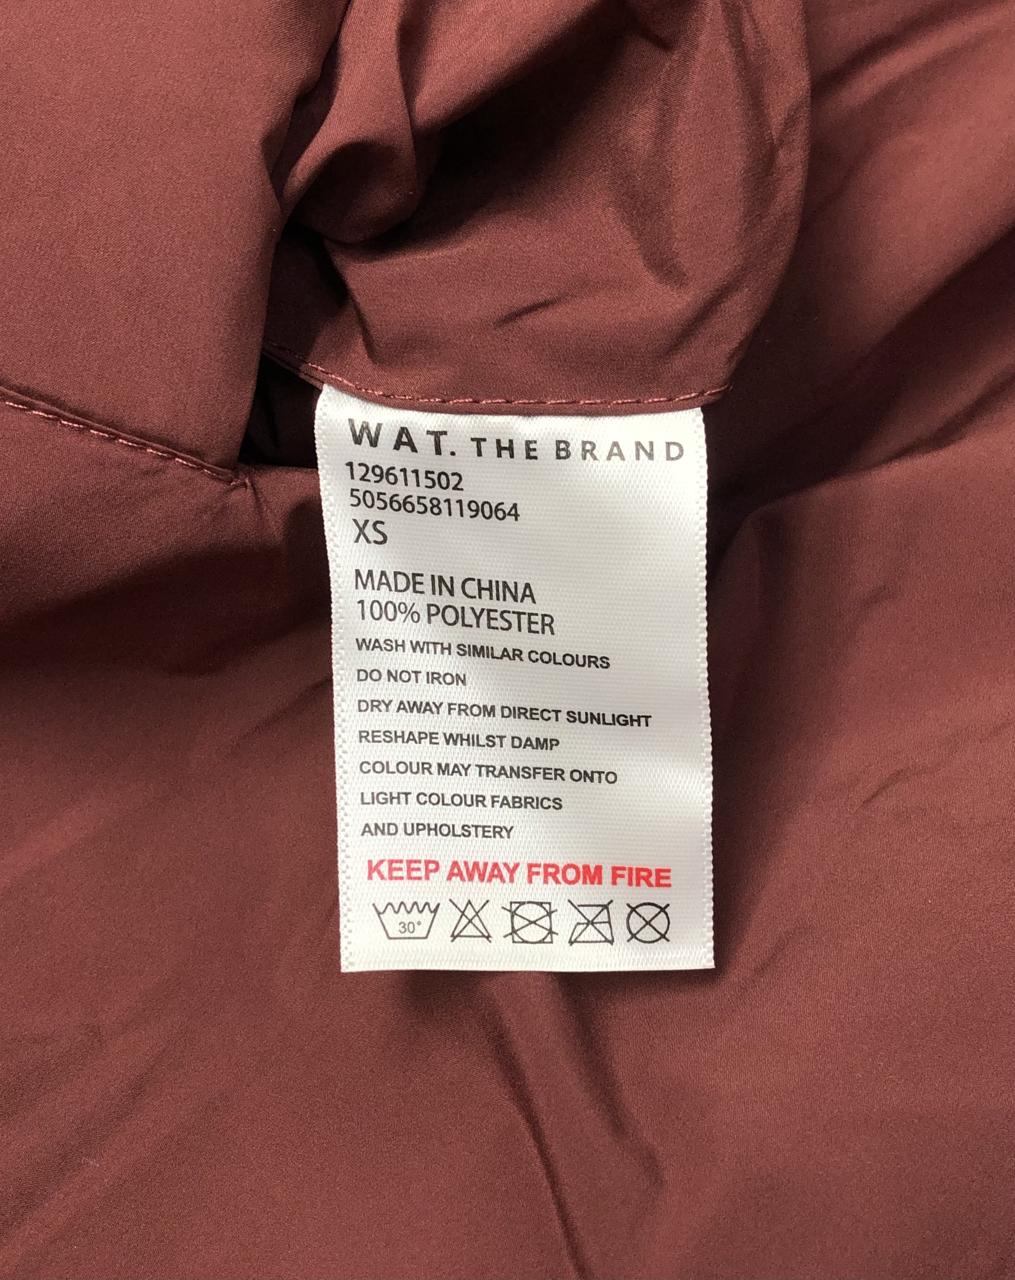 WAT. THE BRAND
129611502
5056658119064
XS
MADE IN CHINA
100% POLYESTER
WASH WITH SIMILAR COLOURS
DO NOT IRON
DRY AWAY FROM DIRECT SUNLIGHT
RESHAPE WHILST DAMP
COLOUR MAY TRANSFER ONTO
LIGHT COLOUR FABRICS
AND UPHOLSTERY
KEEP AWAY FROM FIRE
30°